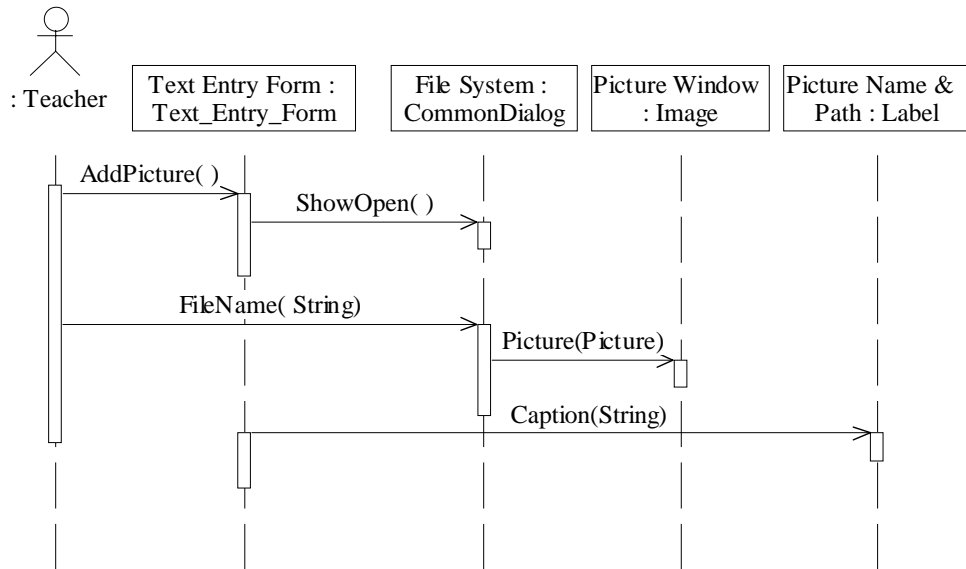 : Teacher
Text Entry Form :
Text_Entry_Form
File System :
CommonDialog
Picture Window
: Image
Picture Name &
Path : Label
AddPicture( )
ShowOpen( )
FileName( String)
Picture(Picture)
Caption(String)